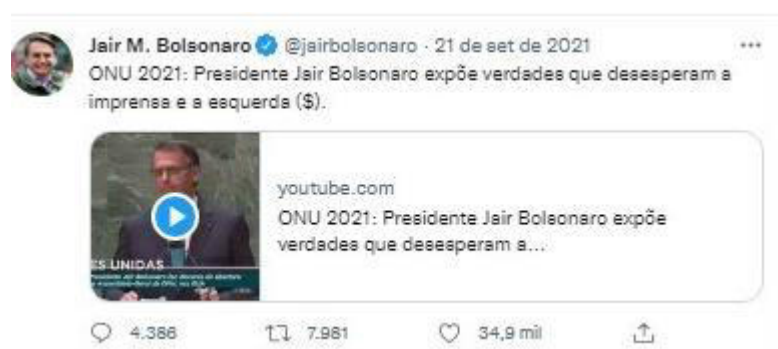 Jair M. Bolsonaro @jairbolsonaro · 21 de set de 2021 ...
ONU 2021: Presidente Jair Bolsonaro expõe verdades que desesperam a
imprensa e a esquerda ($).
youtube.com
ONU 2021: Presidente Jair Bolsonaro expõe
verdades que desesperam a...
ES UNIDAS
4.386 7.981 34,9 mil